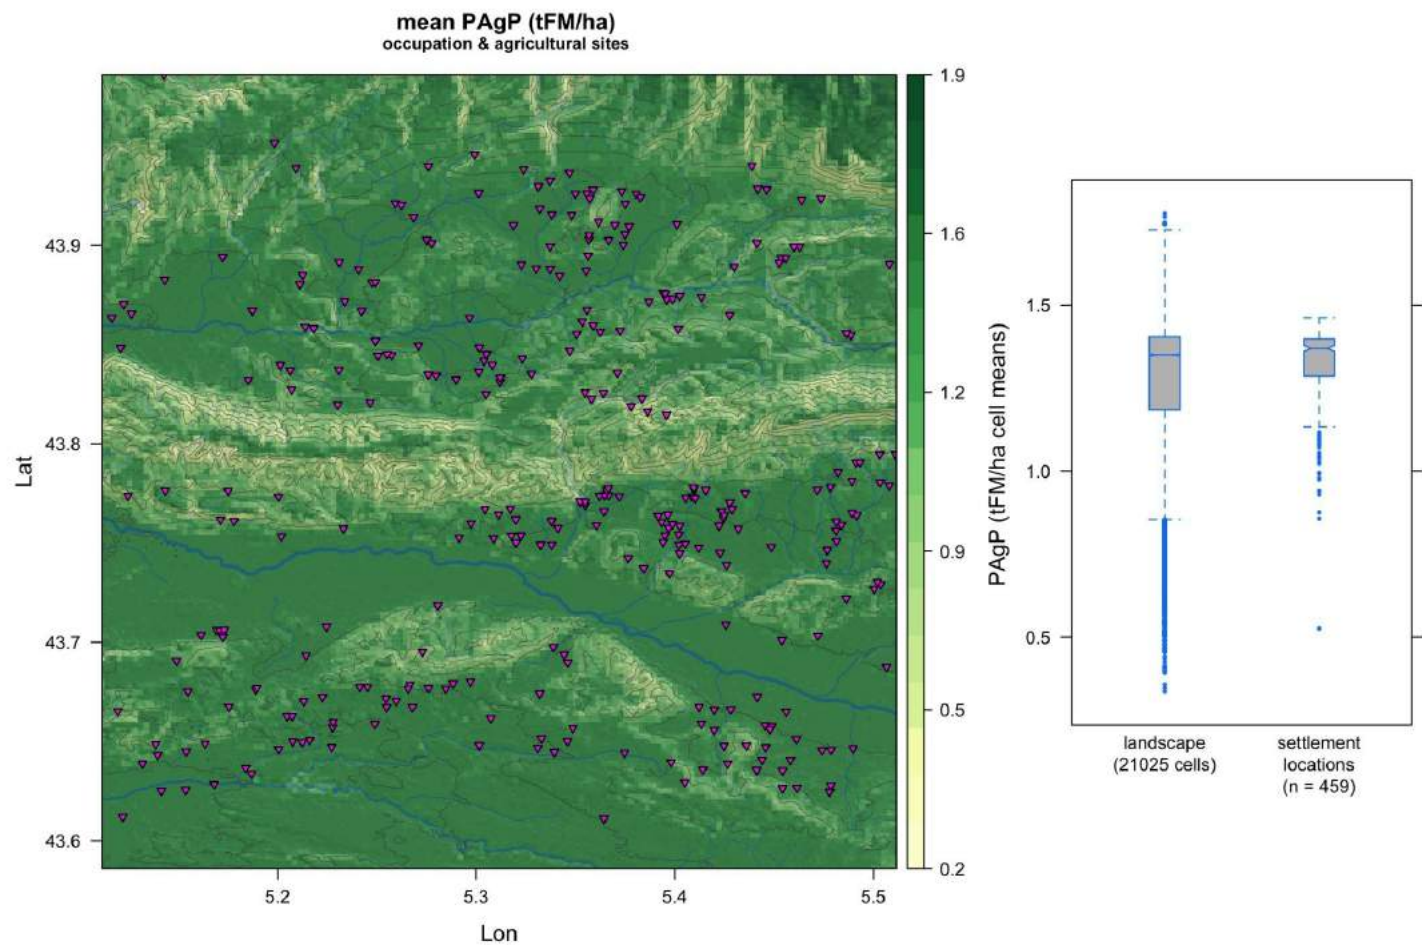 mean PAgP (tFM/ha)
occupation & agricultural sites
1.9
1.6
1.2
0.9
0.5
0.2
43.9
43.8
43.7
43.6
Lat
5.2
5.3
5.4
5.5
Lon
PAgP (tFM/ha cell means)
1.5
1.0
0.5
landscape
(21025 cells)
settlement
locations
(n = 459)